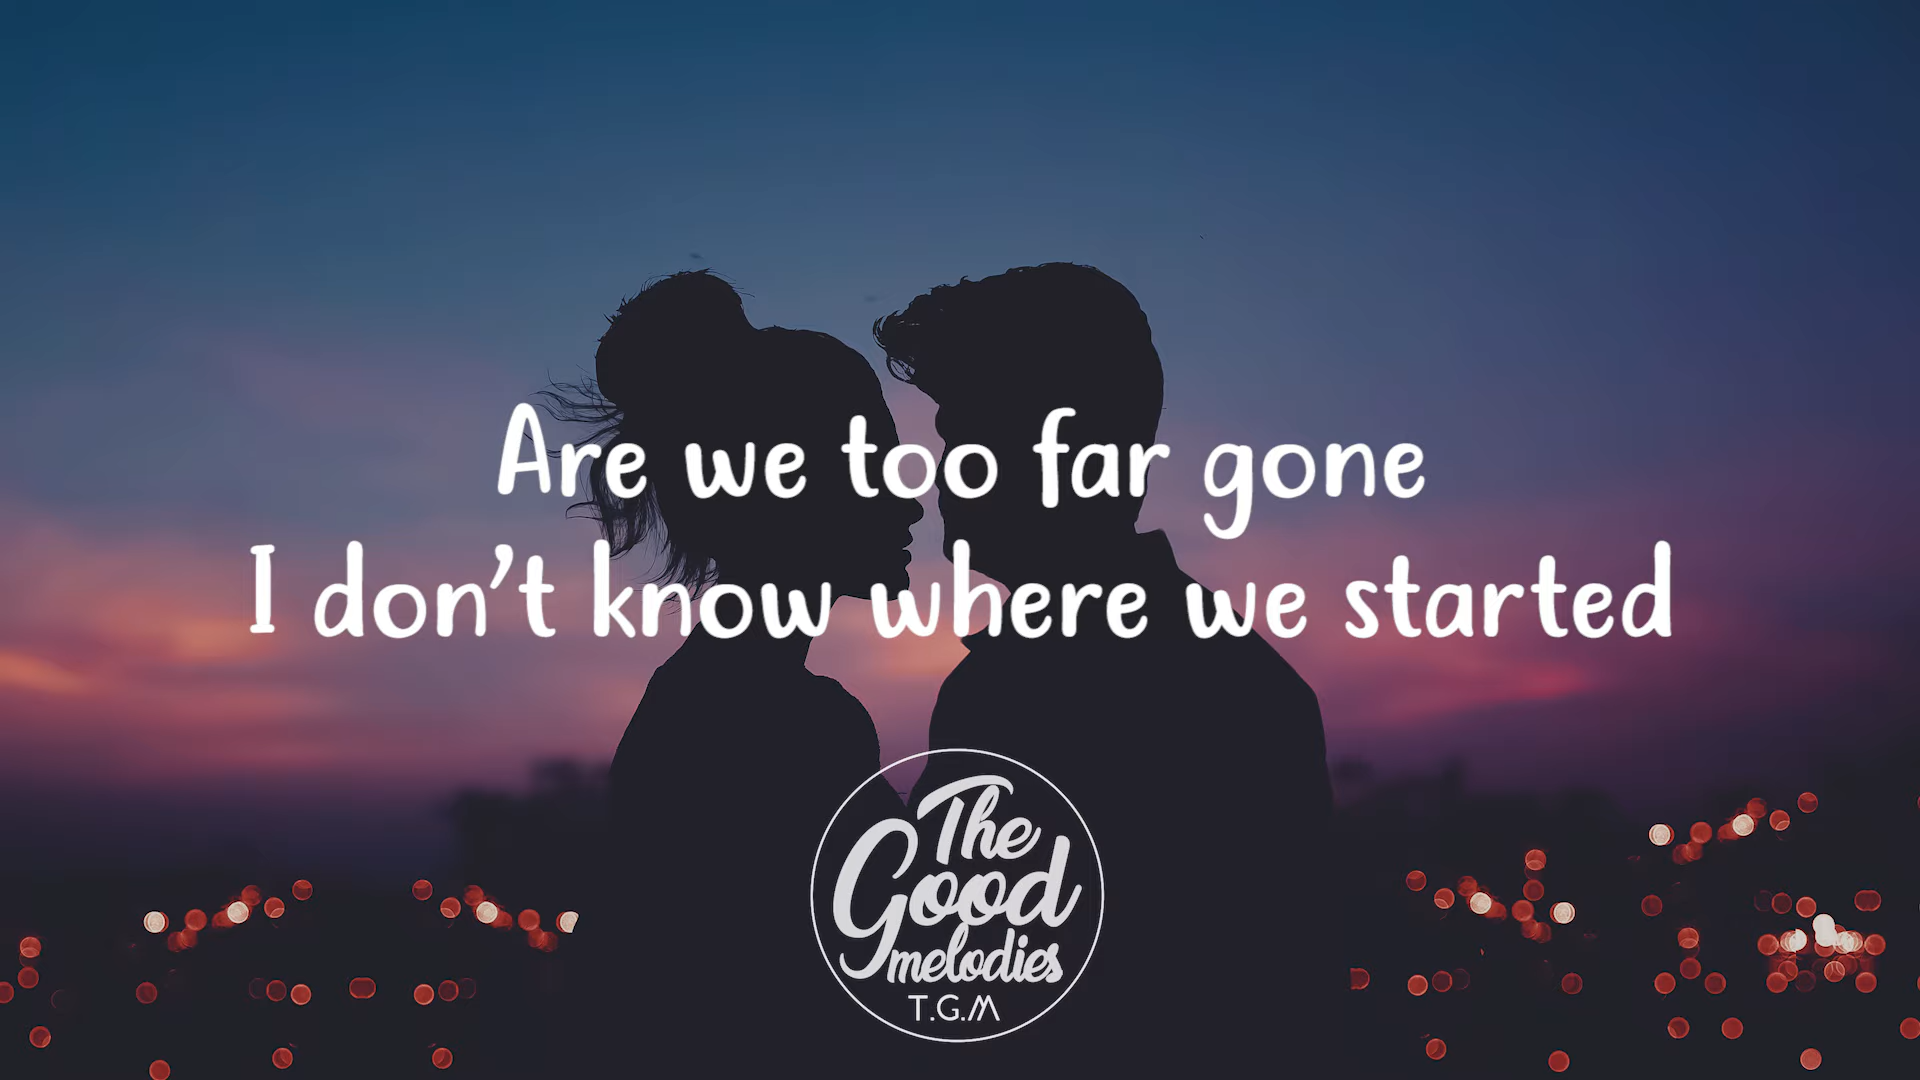 Are we too far gone
I don't know where we started
The
Good
melodies
T.G.M